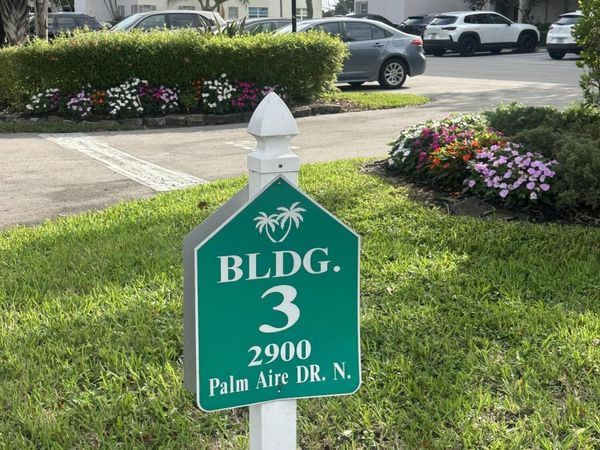 BLDG.
3
2900
Palm Aire DR. N.